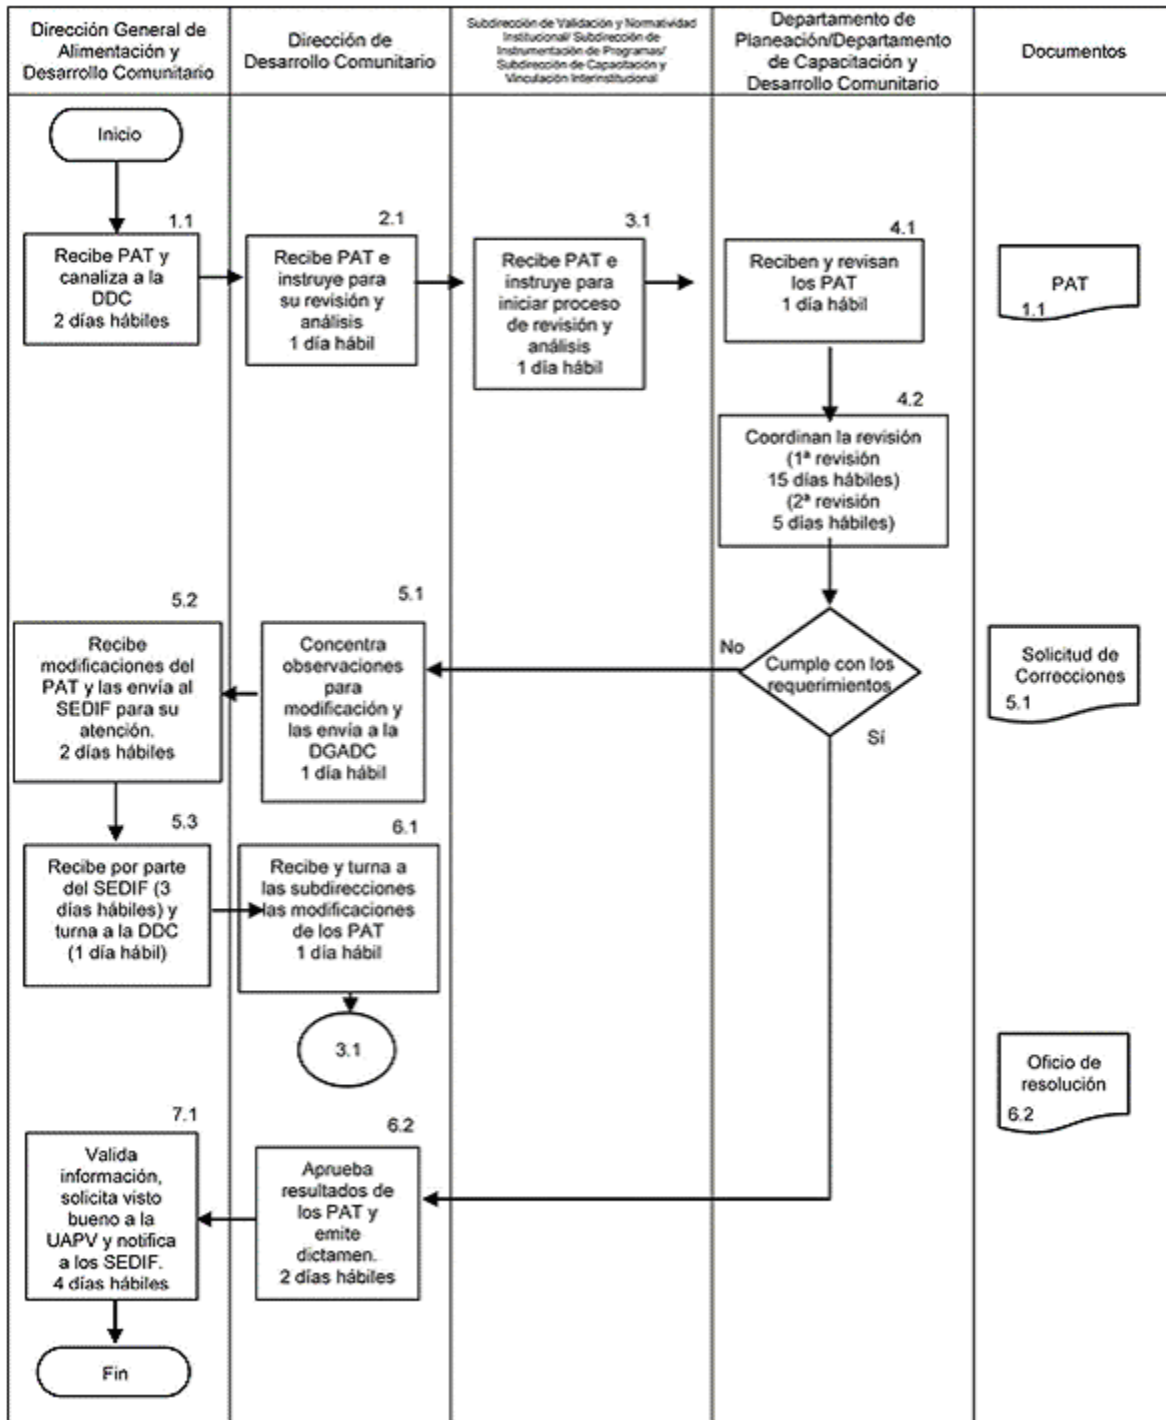 Dirección General de
Alimentación y
Desarrollo Comunitario
Dirección de
Desarrollo Comunitario
Subdirección de Validación y Normatividad
Institucional/ Subdirección de
Instrumentación de Programas/
Subdirección de Capacitación y
Vinculación Interinstitucional
Departamento de
Planeación/Departamento
de Capacitación y
Desarrollo Comunitario
Documentos
Inicio
1.1
Recibe PAT y
canaliza a la
DDC
2 días hábiles
2.1
Recibe PAT e
instruye para
su revisión y
análisis
1 día hábil
3.1
Recibe PAT e
instruye para
iniciar proceso
de revisión y
análisis
1 día hábil
4.1
Reciben y revisan
los PAT
1 día hábil
PAT
1.1
4.2
Coordinan la revisión
(1ª revisión
15 días hábiles)
(2ª revisión
5 días hábiles)
Cumple con los
requerimientos
No
Sí
5.1
Concentra
observaciones
para
modificación y
las envía a la
DGADC
1 día hábil
Solicitud de
Correcciones
5.1
5.2
Recibe
modificaciones del
PAT y las envía al
SEDIF para su
atención.
2 días hábiles
5.3
Recibe por parte
del SEDIF (3
días hábiles) y
turna a la DDC
(1 día hábil)
6.1
Recibe y turna a
las subdirecciones
las modificaciones
de los PAT
1 día hábil
3.1
Oficio de
resolución
6.2
6.2
Aprueba
resultados de
los PAT y
emite
dictamen.
2 días hábiles
7.1
Valida
información,
solicita visto
bueno a la
UAPV y notifica
a los SEDIF.
4 días hábiles
Fin